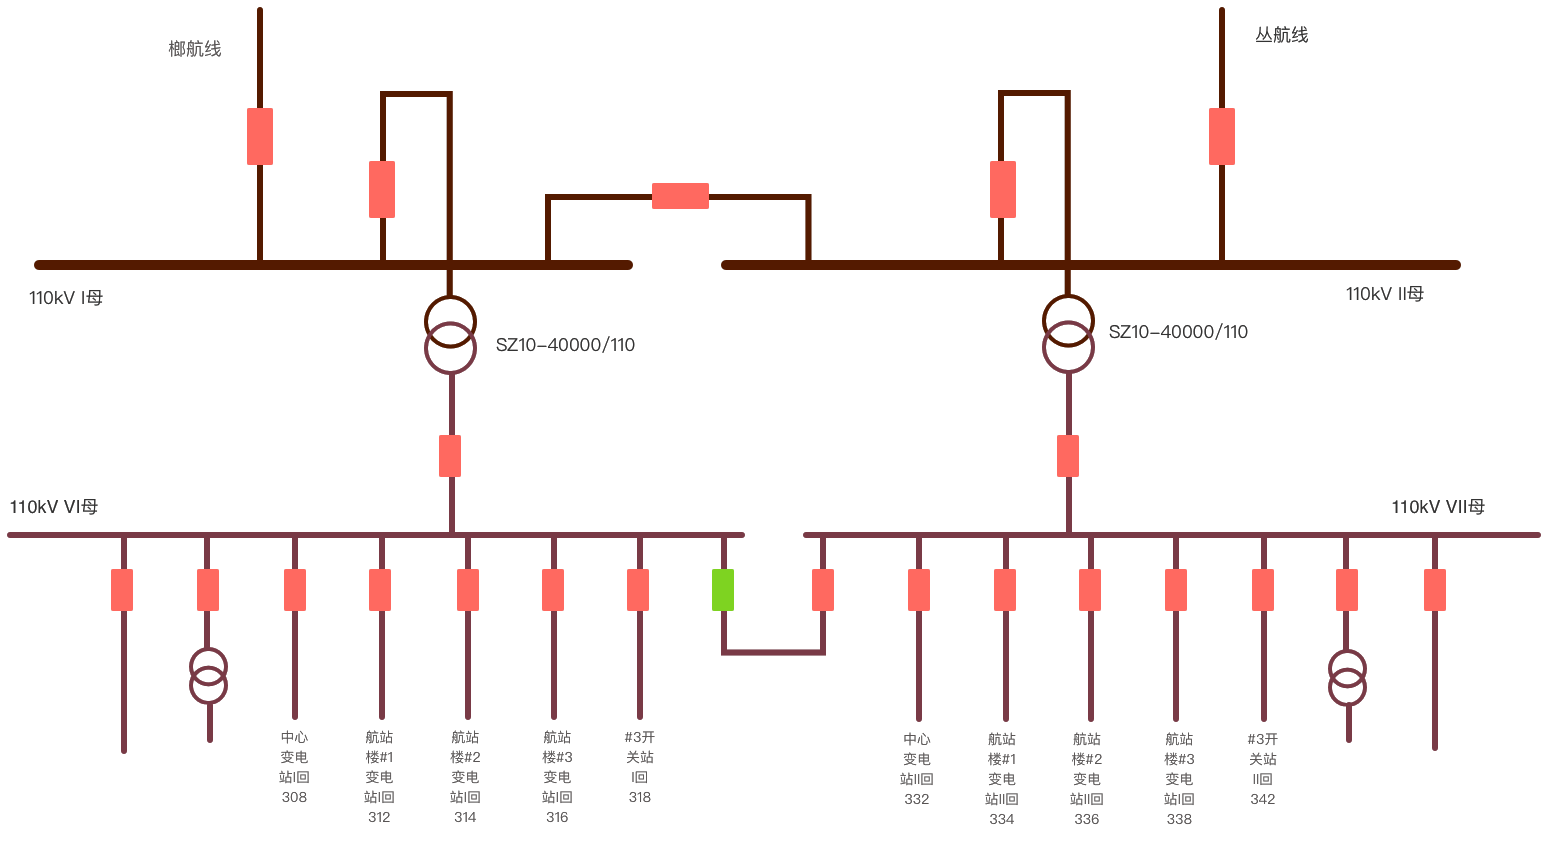 榔航线
丛航线
110kV I母
110kV II母
SZ10-40000/110
SZ10-40000/110
110kV VI母
110kV VII母
中心
变电
站I回
308
航站
楼#1
变电
站I回
312
航站
楼#2
变电
站I回
314
航站
楼#3
变电
站I回
316
#3开
关站
I回
318
中心
变电
站II回
332
航站
楼#1
变电
站II回
334
航站
楼#2
变电
站II回
336
航站
楼#3
变电
站I回
338
#3开
关站
II回
342